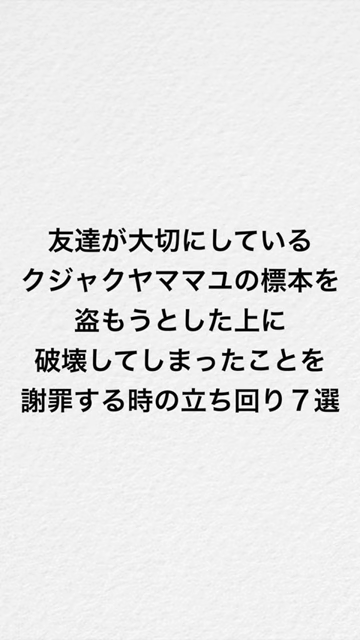 友達が大切にしている
クジャクヤママユの標本を
盗もうとした上に
破壊してしまったことを
謝罪する時の立ち回り７選